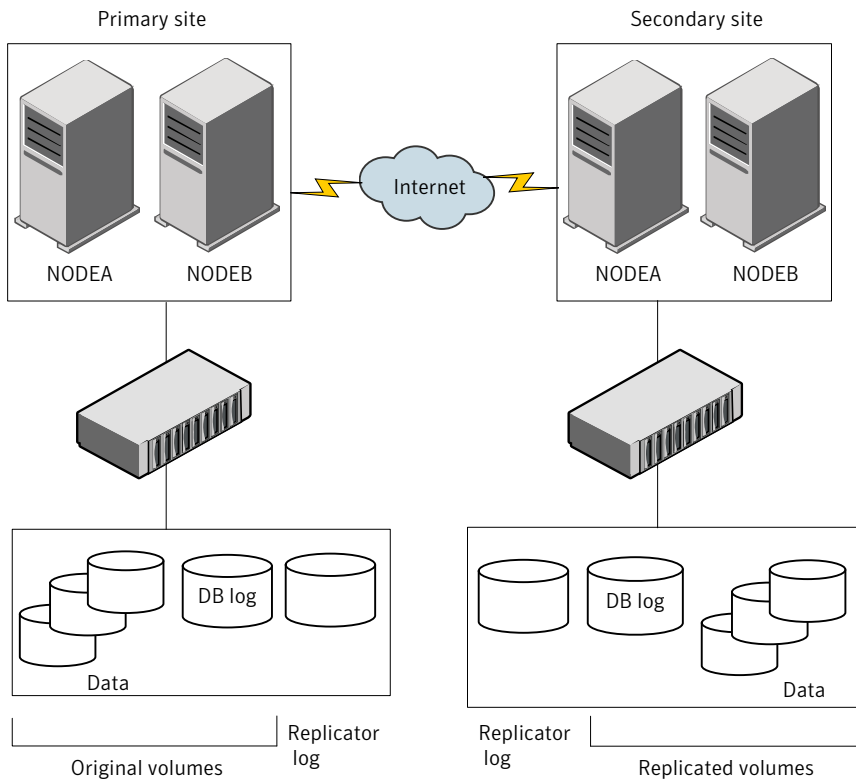 Primary site
Secondary site
Internet
NODEA
NODEB
NODEA
NODEB
DB log
Data
DB log
Data
Original volumes
Replicator
log
Replicator
log
Replicated volumes